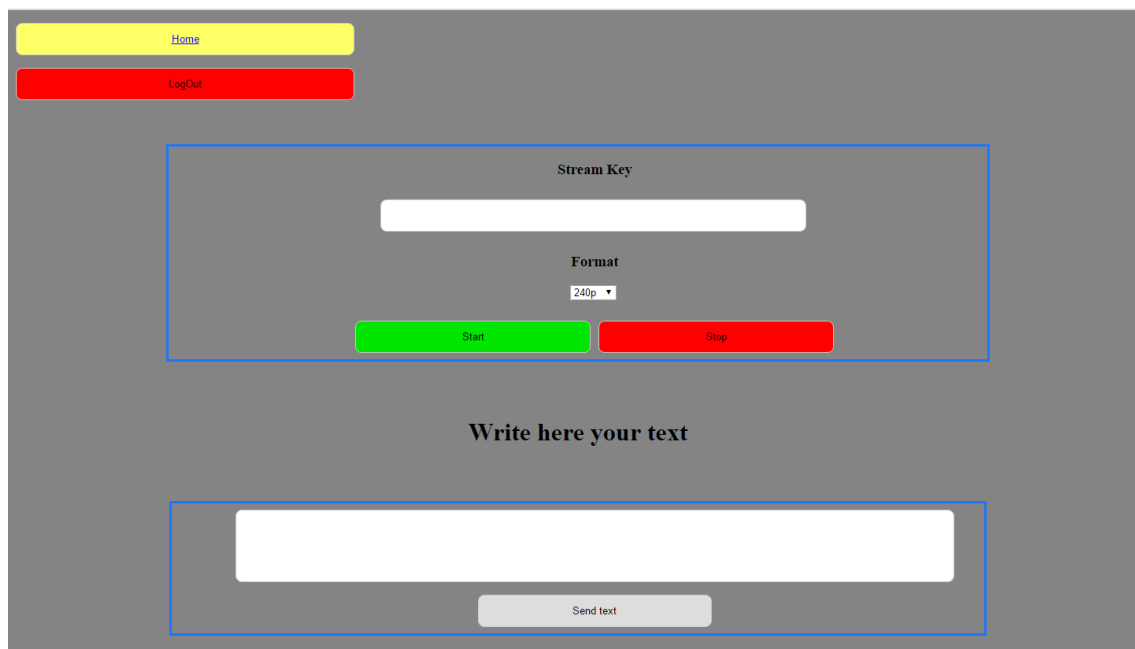 Home
LogOut
Stream Key
Format
240p
Start Stop
Write here your text
Send text